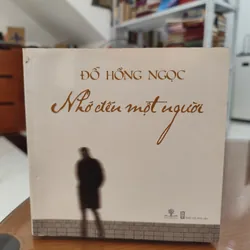 ĐỖ HỒNG NGỌC
Nhớ đến một người